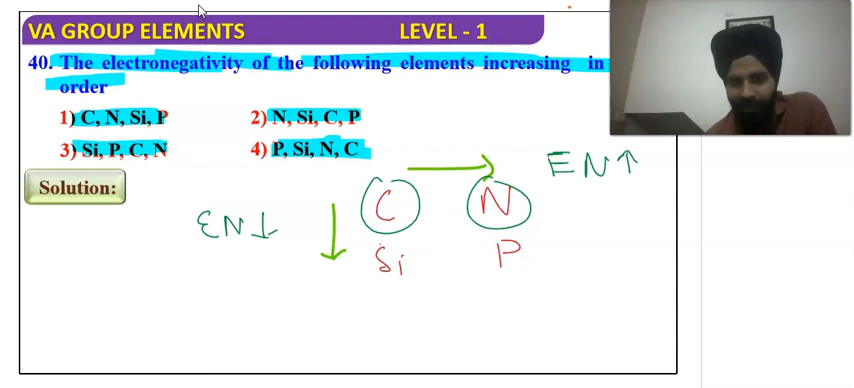 VA GROUP ELEMENTS LEVEL - 1
40. The electronegativity of the following elements increasing in
order
1) C, N, Si, P 2) N, Si, C, P
3) Si, P, C, N 4) P, Si, N, C
Solution:
EN↑
C N
EN↓
Si P